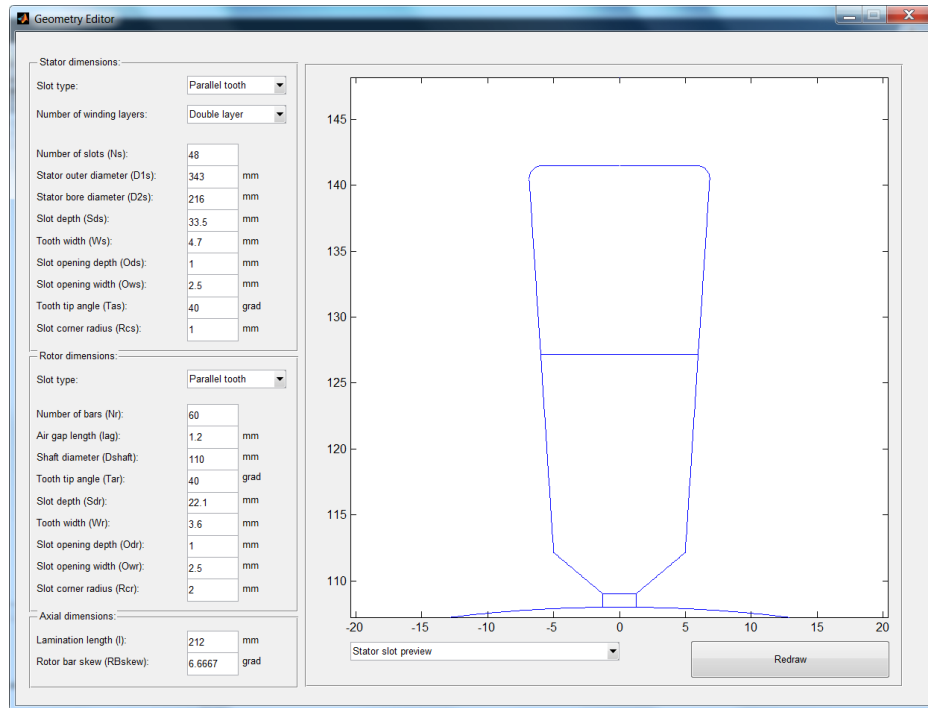 Geometry Editor
Stator dimensions:
Slot type: Parallel tooth
Number of winding layers: Double layer
Number of slots (Ns): 48
Stator outer diameter (D1s): 343 mm
Stator bore diameter (D2s): 216 mm
Slot depth (Sds): 33.5 mm
Tooth width (Ws): 4.7 mm
Slot opening depth (Ods): 1 mm
Slot opening width (Ows): 2.5 mm
Tooth tip angle (Tas): 40 grad
Slot corner radius (Rcs): 1 mm
Rotor dimensions:
Slot type: Parallel tooth
Number of bars (Nr): 60
Air gap length (lag): 1.2 mm
Shaft diameter (Dshaft): 110 mm
Tooth tip angle (Tar): 40 grad
Slot depth (Sdr): 22.1 mm
Tooth width (Wr): 3.6 mm
Slot opening depth (Odr): 1 mm
Slot opening width (Owr): 2.5 mm
Slot corner radius (Rcr): 2 mm
Axial dimensions:
Lamination length (l): 212 mm
Rotor bar skew (RBskew): 6.6667 grad
145
140
135
130
125
120
115
110
-20 -15 -10 -5 0 5 10 15 20
Stator slot preview
Redraw